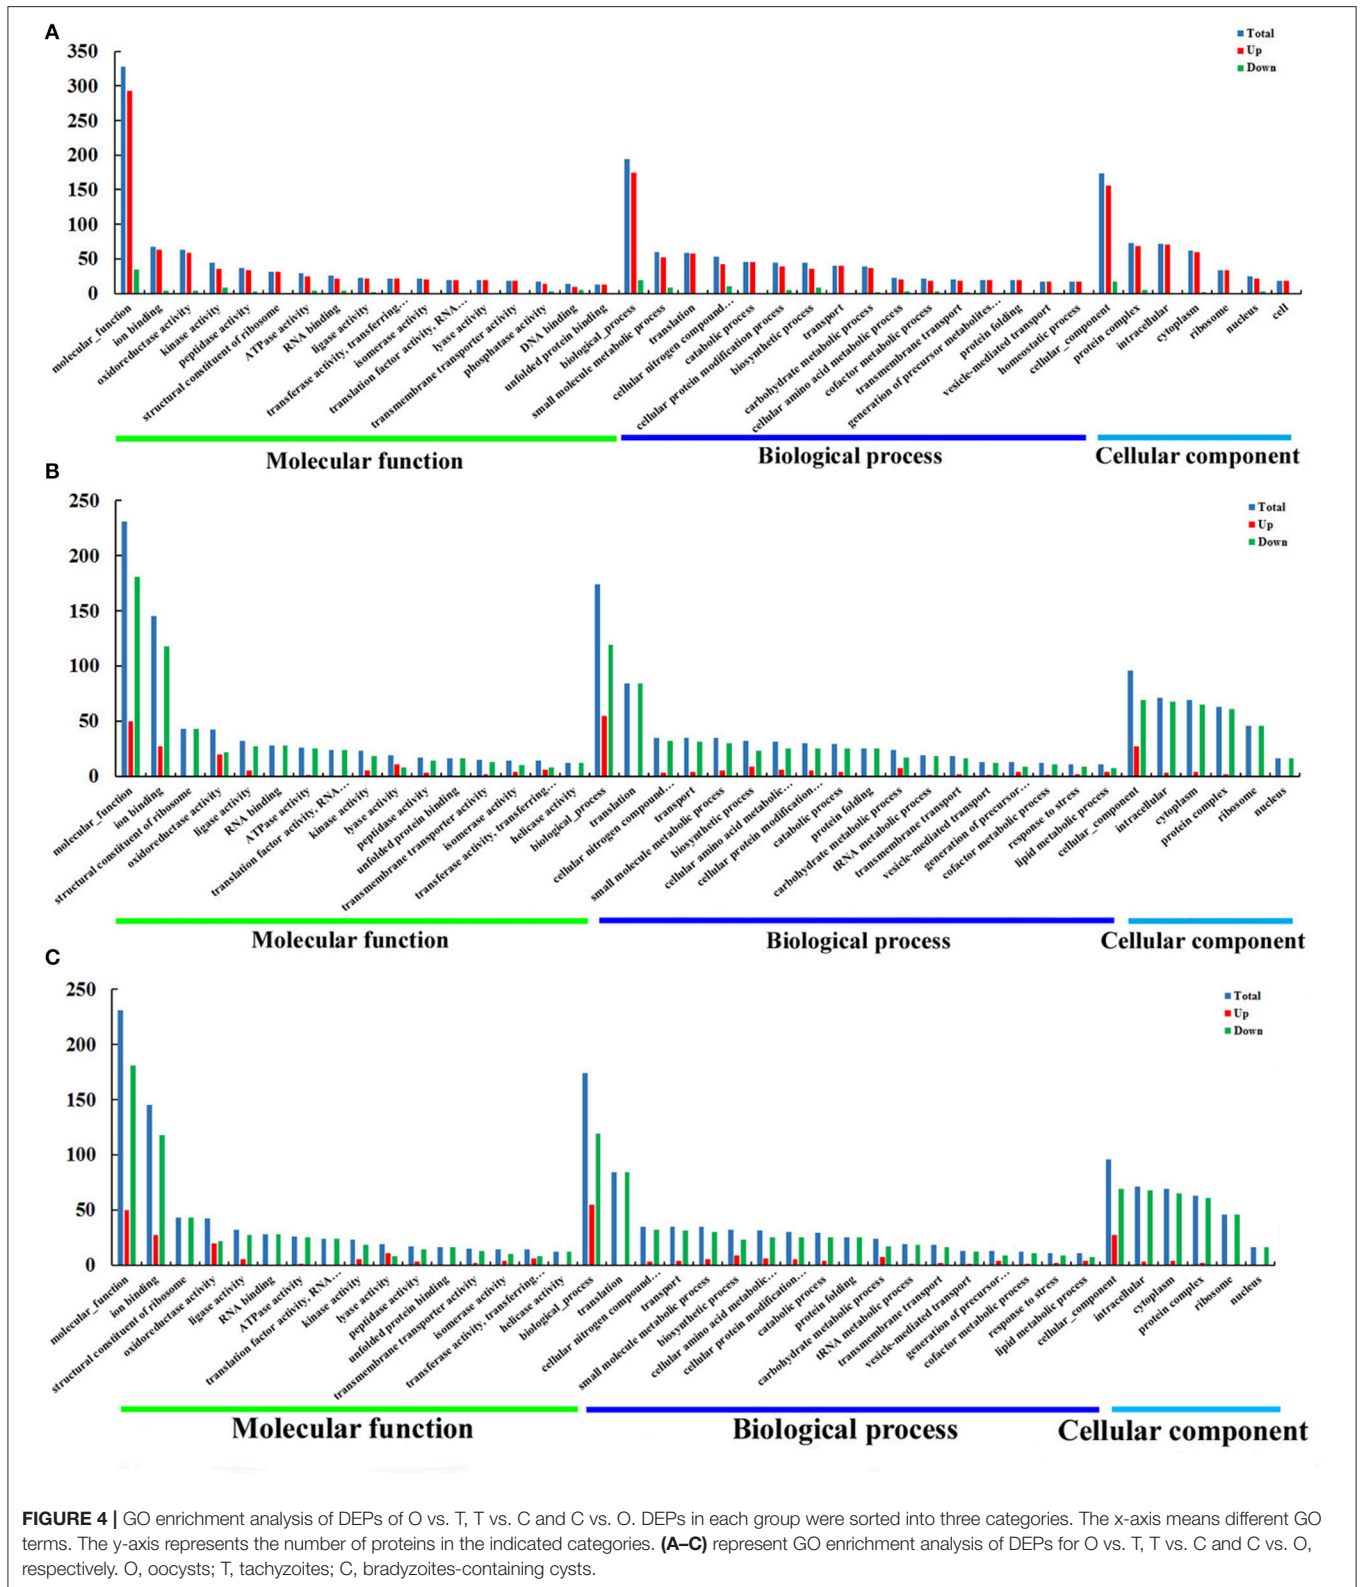 A
Total
Up
Down
350
300
250
200
150
100
50
0
molecular_function
ion binding
oxidoreductase activity
kinase activity
peptidase activity
structural constituent of ribosome
ATPase activity
RNA binding
ligase activity
transferase activity, transferring…
isomerase activity
translation factor activity, RNA…
lyase activity
transmembrane transporter activity
phosphatase activity
DNA binding
unfolded protein binding
biological_process
small molecule metabolic process
translation
cellular nitrogen compound…
catabolic process
cellular protein modification process
biosynthetic process
transport
carbohydrate metabolic process
cellular amino acid metabolic process
cofactor metabolic process
transmembrane transport
generation of precursor metabolites…
protein folding
vesicle-mediated transport
homeostatic process
cellular_component
protein complex
intracellular
cytoplasm
ribosome
nucleus
cell
Molecular function
Biological process
Cellular component
B
Total
Up
Down
250
200
150
100
50
0
molecular_function
ion binding
structural constituent of ribosome
oxidoreductase activity
ligase activity
RNA binding
ATPase activity
translation factor activity, RNA…
kinase activity
lyase activity
peptidase activity
unfolded protein binding
transmembrane transporter activity
isomerase activity
transferase activity, transferring…
helicase activity
biological_process
translation
cellular nitrogen compound…
transport
small molecule metabolic process
biosynthetic process
cellular amino acid metabolic…
cellular protein modification…
catabolic process
protein folding
carbohydrate metabolic process
tRNA metabolic process
transmembrane transport
vesicle-mediated transport
generation of precursor…
cofactor metabolic process
response to stress
lipid metabolic process
cellular_component
intracellular
cytoplasm
protein complex
ribosome
nucleus
Molecular function
Biological process
Cellular component
C
Total
Up
Down
250
200
150
100
50
0
molecular_function
ion binding
structural constituent of ribosome
oxidoreductase activity
ligase activity
RNA binding
ATPase activity
translation factor activity, RNA…
kinase activity
lyase activity
peptidase activity
unfolded protein binding
transmembrane transporter activity
isomerase activity
transferase activity, transferring…
helicase activity
biological_process
translation
cellular nitrogen compound…
transport
small molecule metabolic process
biosynthetic process
cellular amino acid metabolic…
cellular protein modification…
catabolic process
protein folding
carbohydrate metabolic process
tRNA metabolic process
transmembrane transport
vesicle-mediated transport
generation of precursor…
cofactor metabolic process
response to stress
lipid metabolic process
cellular_component
intracellular
cytoplasm
protein complex
ribosome
nucleus
Molecular function
Biological process
Cellular component
FIGURE 4 | GO enrichment analysis of DEPs of O vs. T, T vs. C and C vs. O. DEPs in each group were sorted into three categories. The x-axis means different GO
terms. The y-axis represents the number of proteins in the indicated categories. (A–C) represent GO enrichment analysis of DEPs for O vs. T, T vs. C and C vs. O,
respectively. O, oocysts; T, tachyzoites; C, bradyzoites-containing cysts.